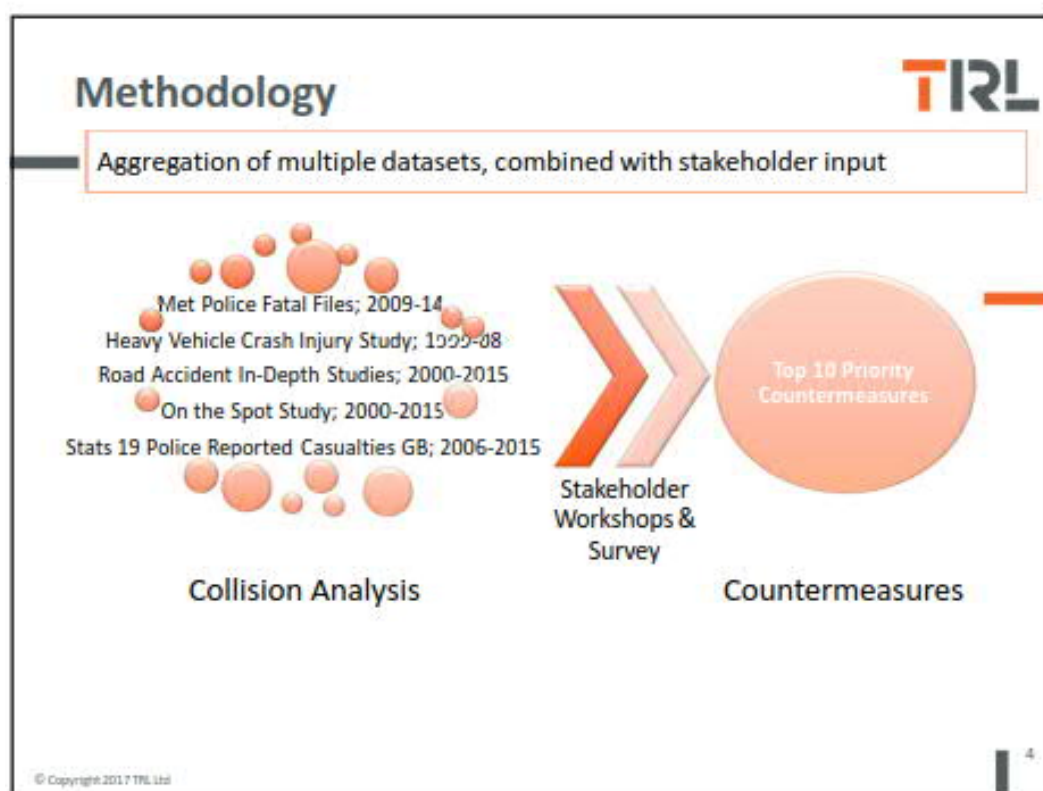 Methodology
TRL
Aggregation of multiple datasets, combined with stakeholder input
Met Police Fatal Files; 2009-14
Heavy Vehicle Crash Injury Study;
Road Accident In-Depth Studies; 2000-2015
On the Spot Study; 2000-2015
Stats 19 Police Reported Casualties GB; 2006-2015
Top 10 Priority
Countermeasures
Stakeholder
Workshops &
Survey
Collision Analysis
Countermeasures
© Copyright 2017 TRL Ltd
4